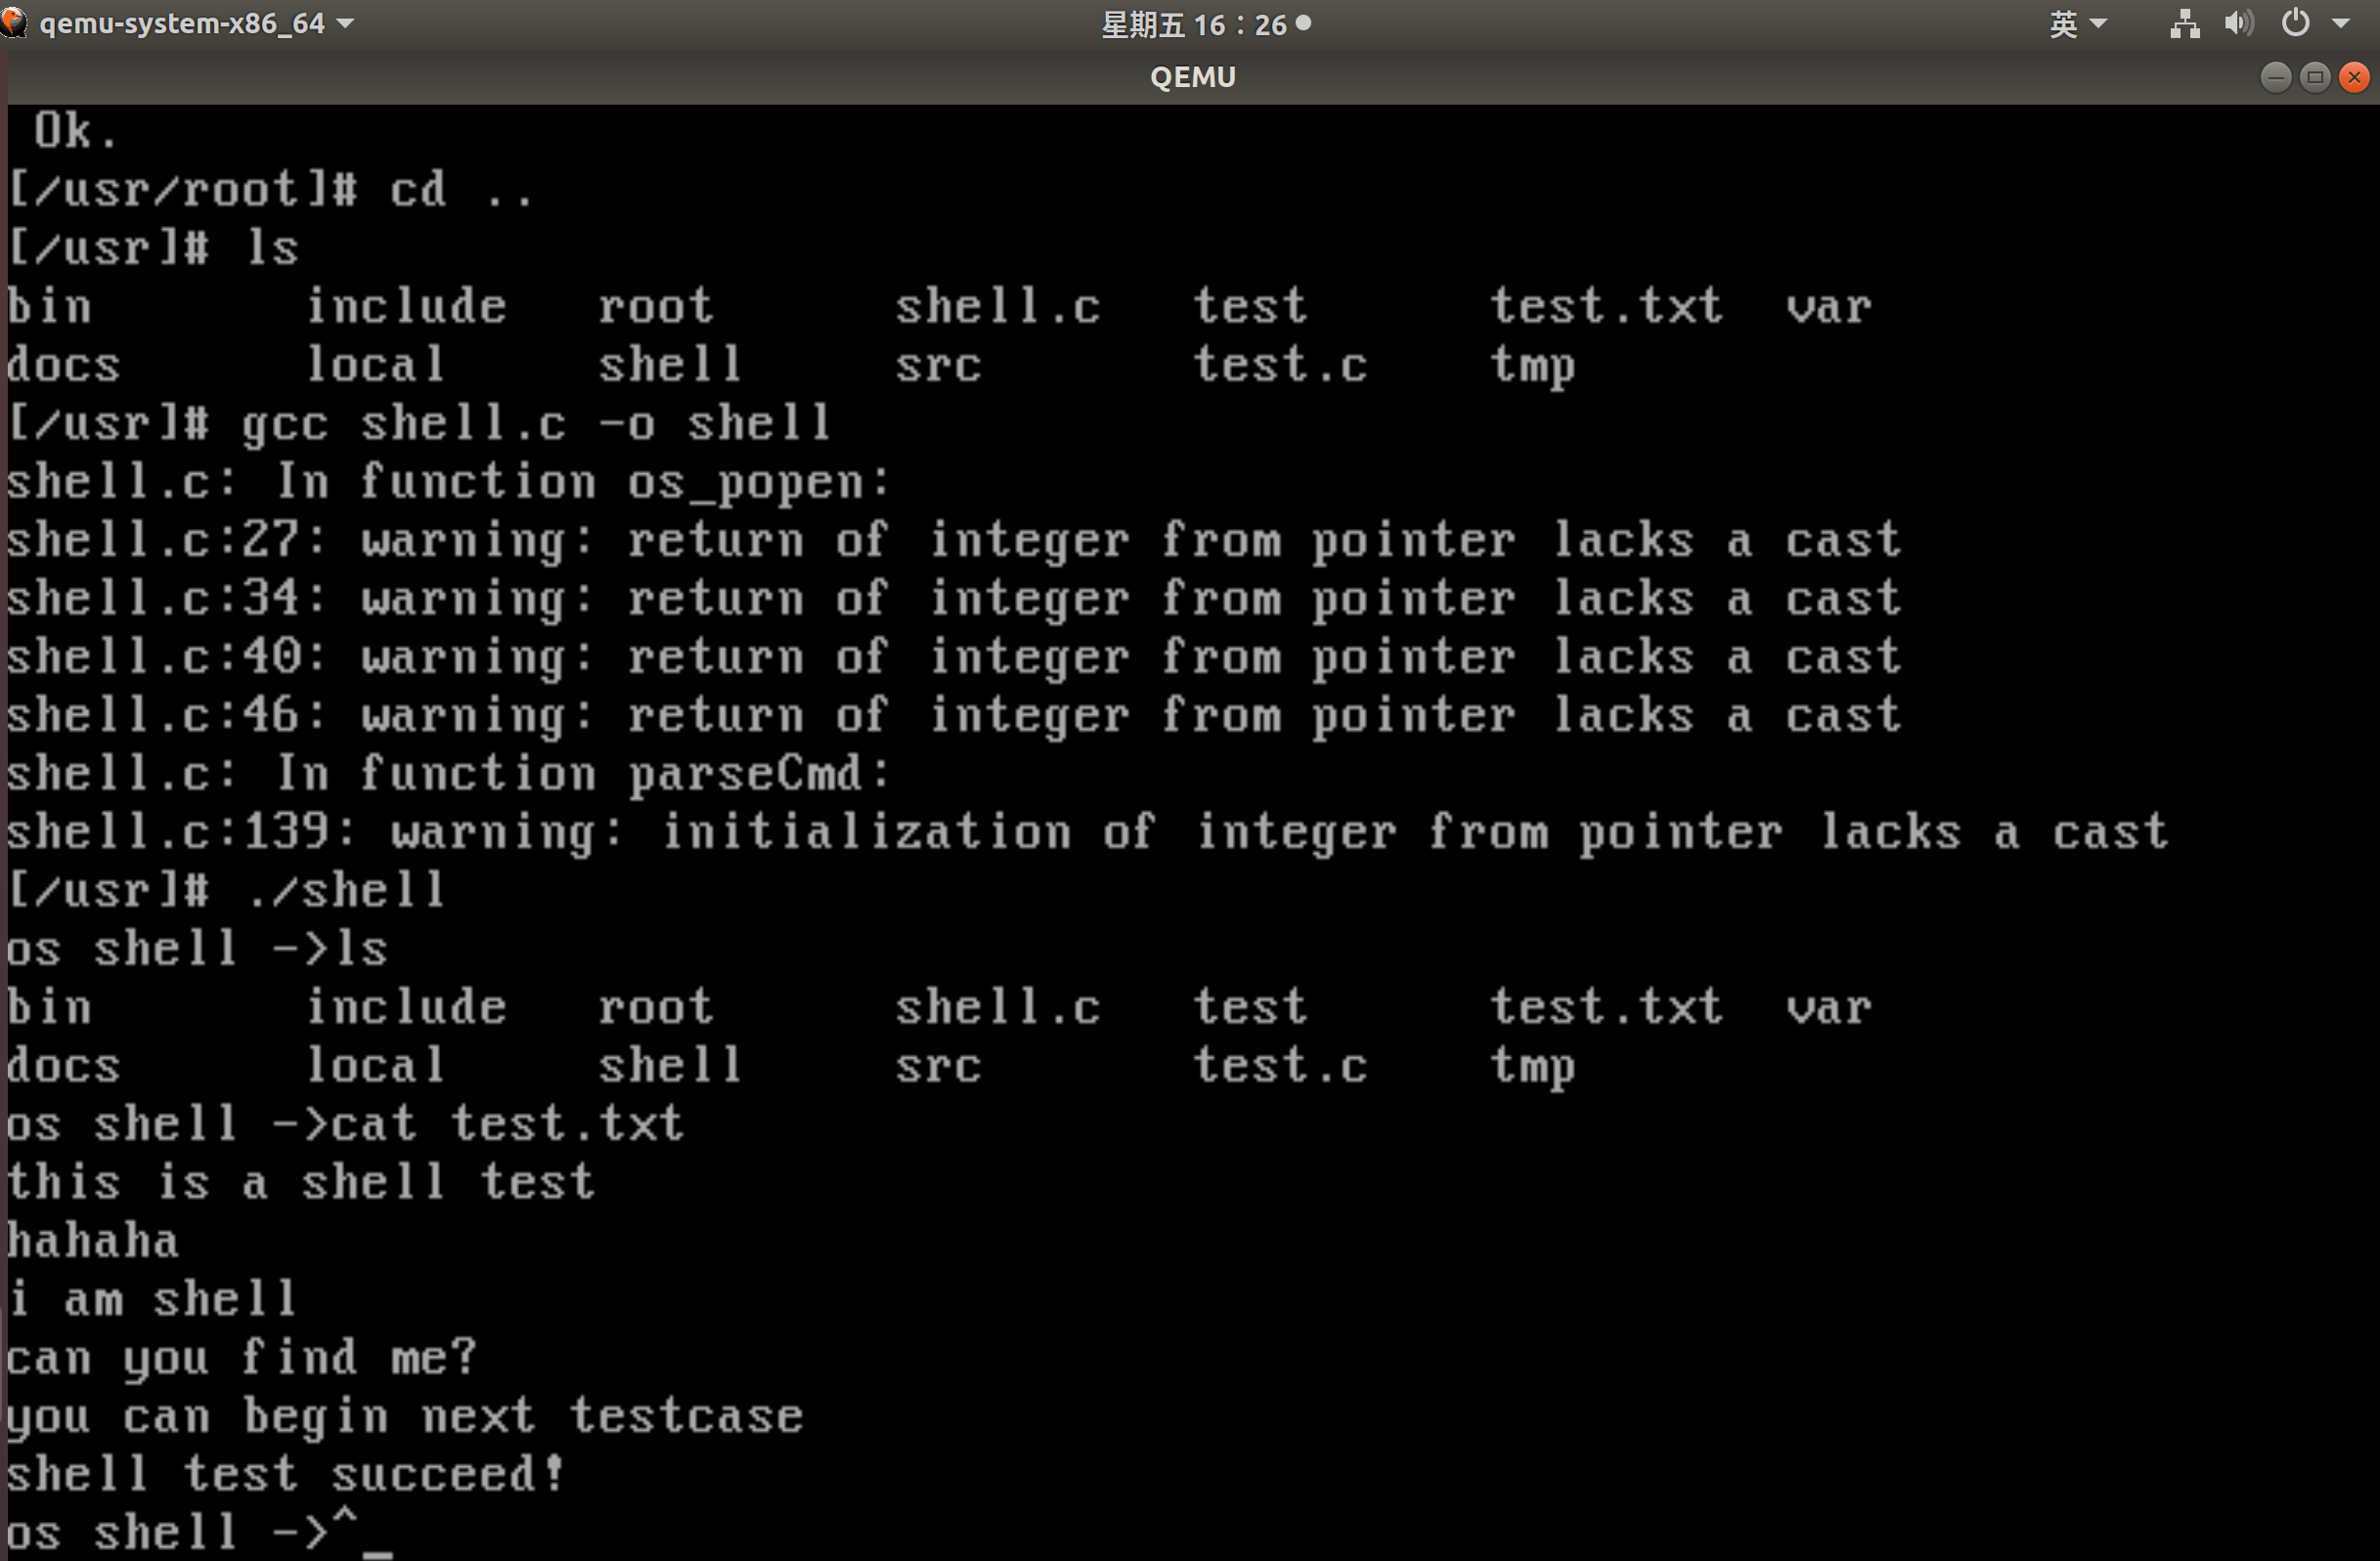 qemu-system-x86_64 星期五 16：26 英
QEMU
Ok.
[/usr/root]# cd ..
[/usr]# ls
bin include root shell.c test test.txt var
docs local shell src test.c tmp
[/usr]# gcc shell.c -o shell
shell.c: In function os_popen:
shell.c:27: warning: return of integer from pointer lacks a cast
shell.c:34: warning: return of integer from pointer lacks a cast
shell.c:40: warning: return of integer from pointer lacks a cast
shell.c:46: warning: return of integer from pointer lacks a cast
shell.c: In function parseCmd:
shell.c:139: warning: initialization of integer from pointer lacks a cast
[/usr]# ./shell
os shell ->ls
bin include root shell.c test test.txt var
docs local shell src test.c tmp
os shell ->cat test.txt
this is a shell test
hahaha
i am shell
can you find me?
you can begin next testcase
shell test succeed!
os shell ->^_